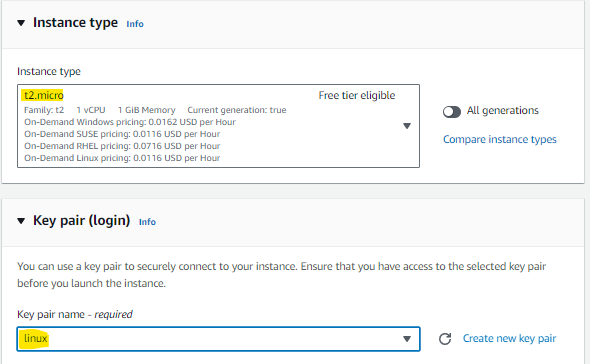 Instance type Info
Instance type
t2.micro Free tier eligible
Family: t2 1 vCPU 1 GiB Memory Current generation: true
On-Demand Windows pricing: 0.0162 USD per Hour
On-Demand SUSE pricing: 0.0116 USD per Hour
On-Demand RHEL pricing: 0.0716 USD per Hour
On-Demand Linux pricing: 0.0116 USD per Hour
All generations
Compare instance types
Key pair (login) Info
You can use a key pair to securely connect to your instance. Ensure that you have access to the selected key pair
before you launch the instance.
Key pair name - required
linux
Create new key pair